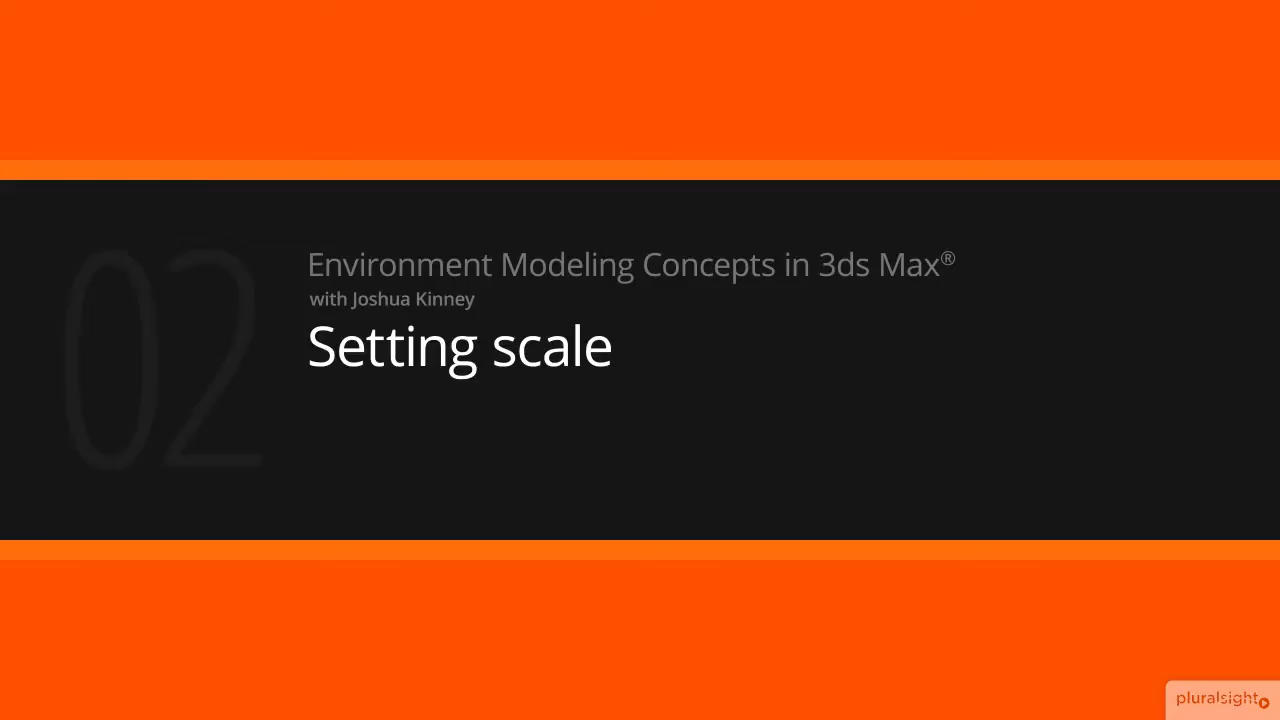 02
Environment Modeling Concepts in 3ds Max®
with Joshua Kinney
Setting scale
pluralsight